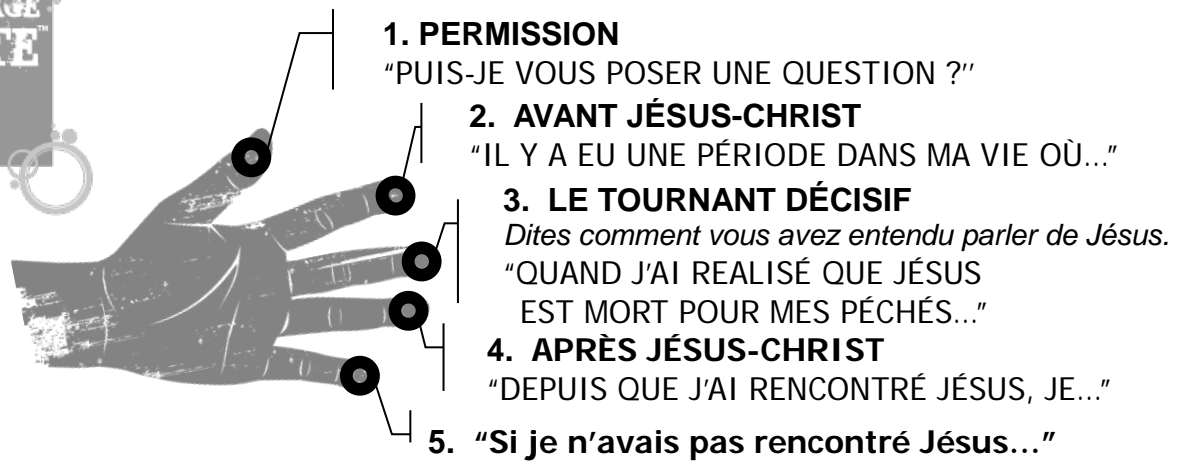 AGE
TE™
1. PERMISSION
“PUIS-JE VOUS POSER UNE QUESTION ?’’
2. AVANT JÉSUS-CHRIST
“IL Y A EU UNE PÉRIODE DANS MA VIE OÙ...”
3. LE TOURNANT DÉCISIF
Dites comment vous avez entendu parler de Jésus.
“QUAND J’AI REALISÉ QUE JÉSUS
EST MORT POUR MES PÉCHÉS...”
4. APRÈS JÉSUS-CHRIST
“DEPUIS QUE J’AI RENCONTRÉ JÉSUS, JE...”
5. “Si je n’avais pas rencontré Jésus...”